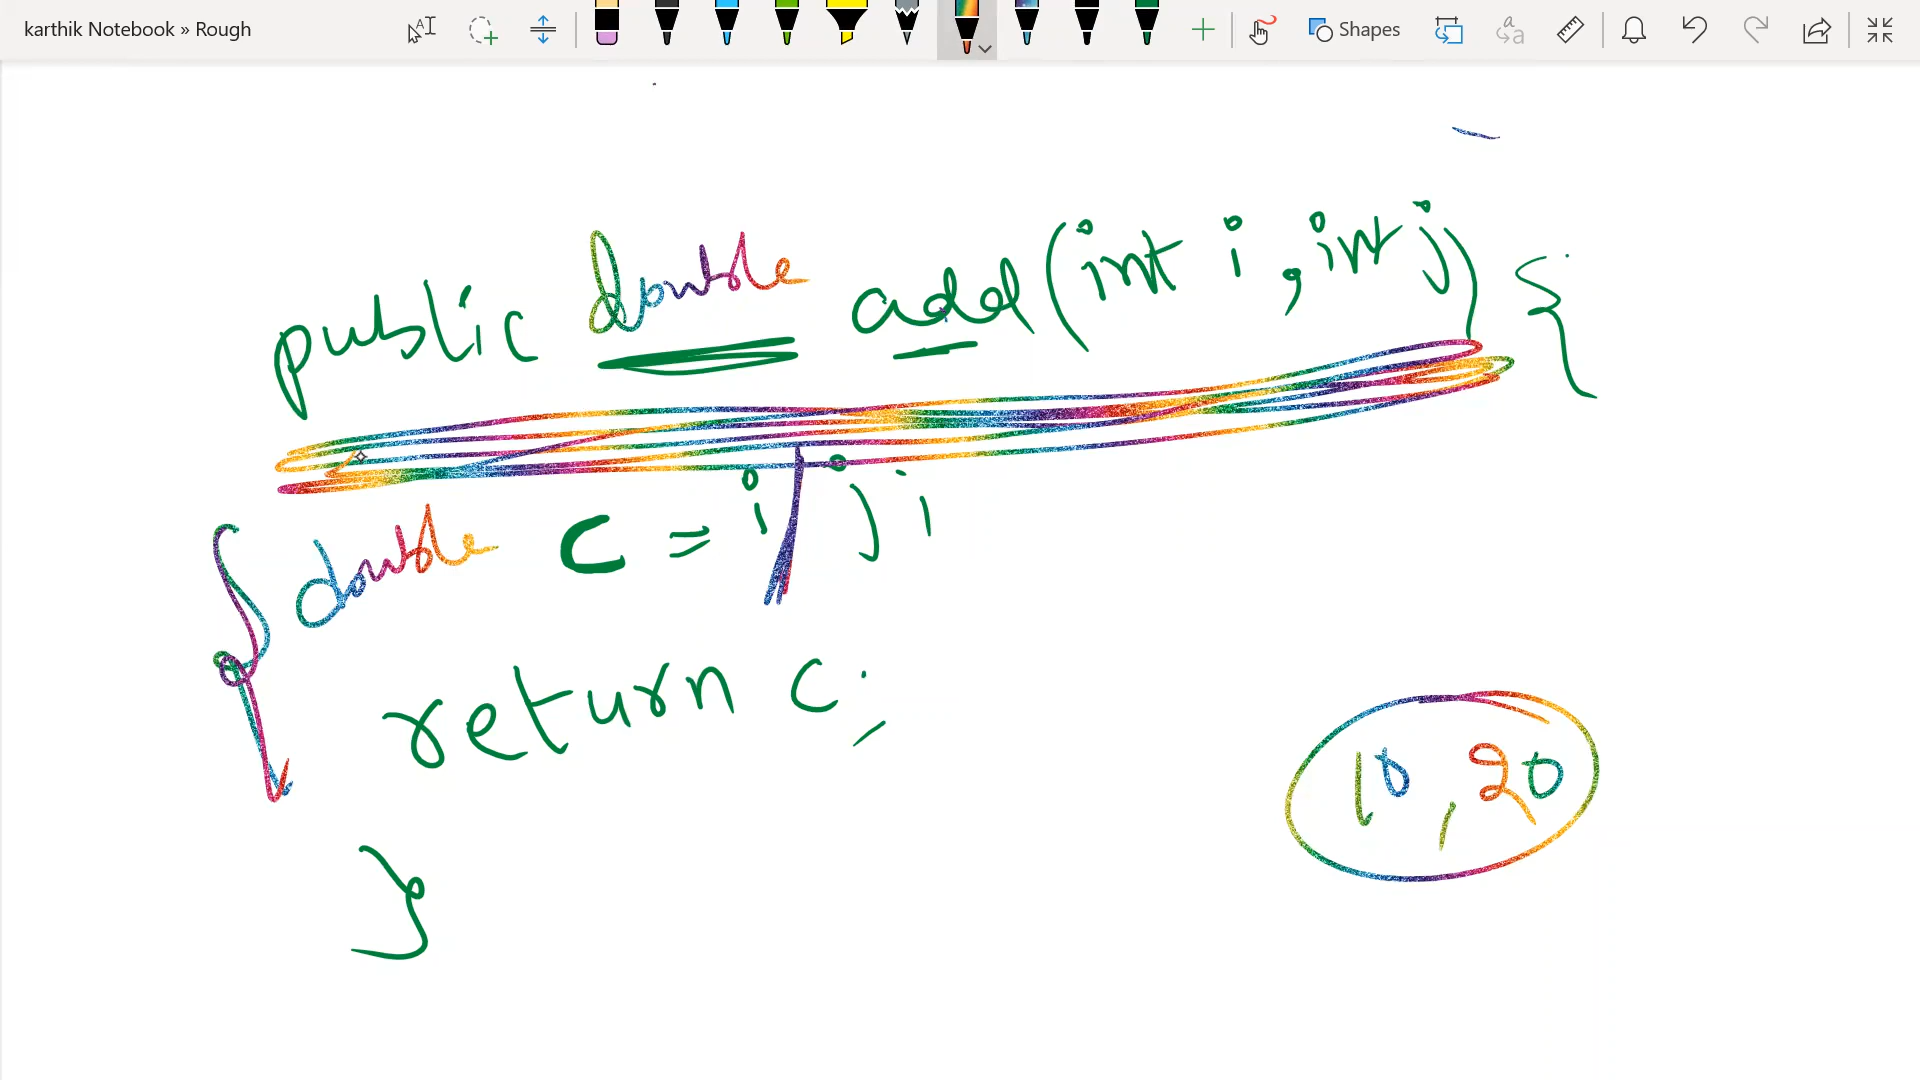 karthik Notebook » Rough
Shapes
public double add(int i, int j) {
double c = i / j ;
return c;
}
10, 20